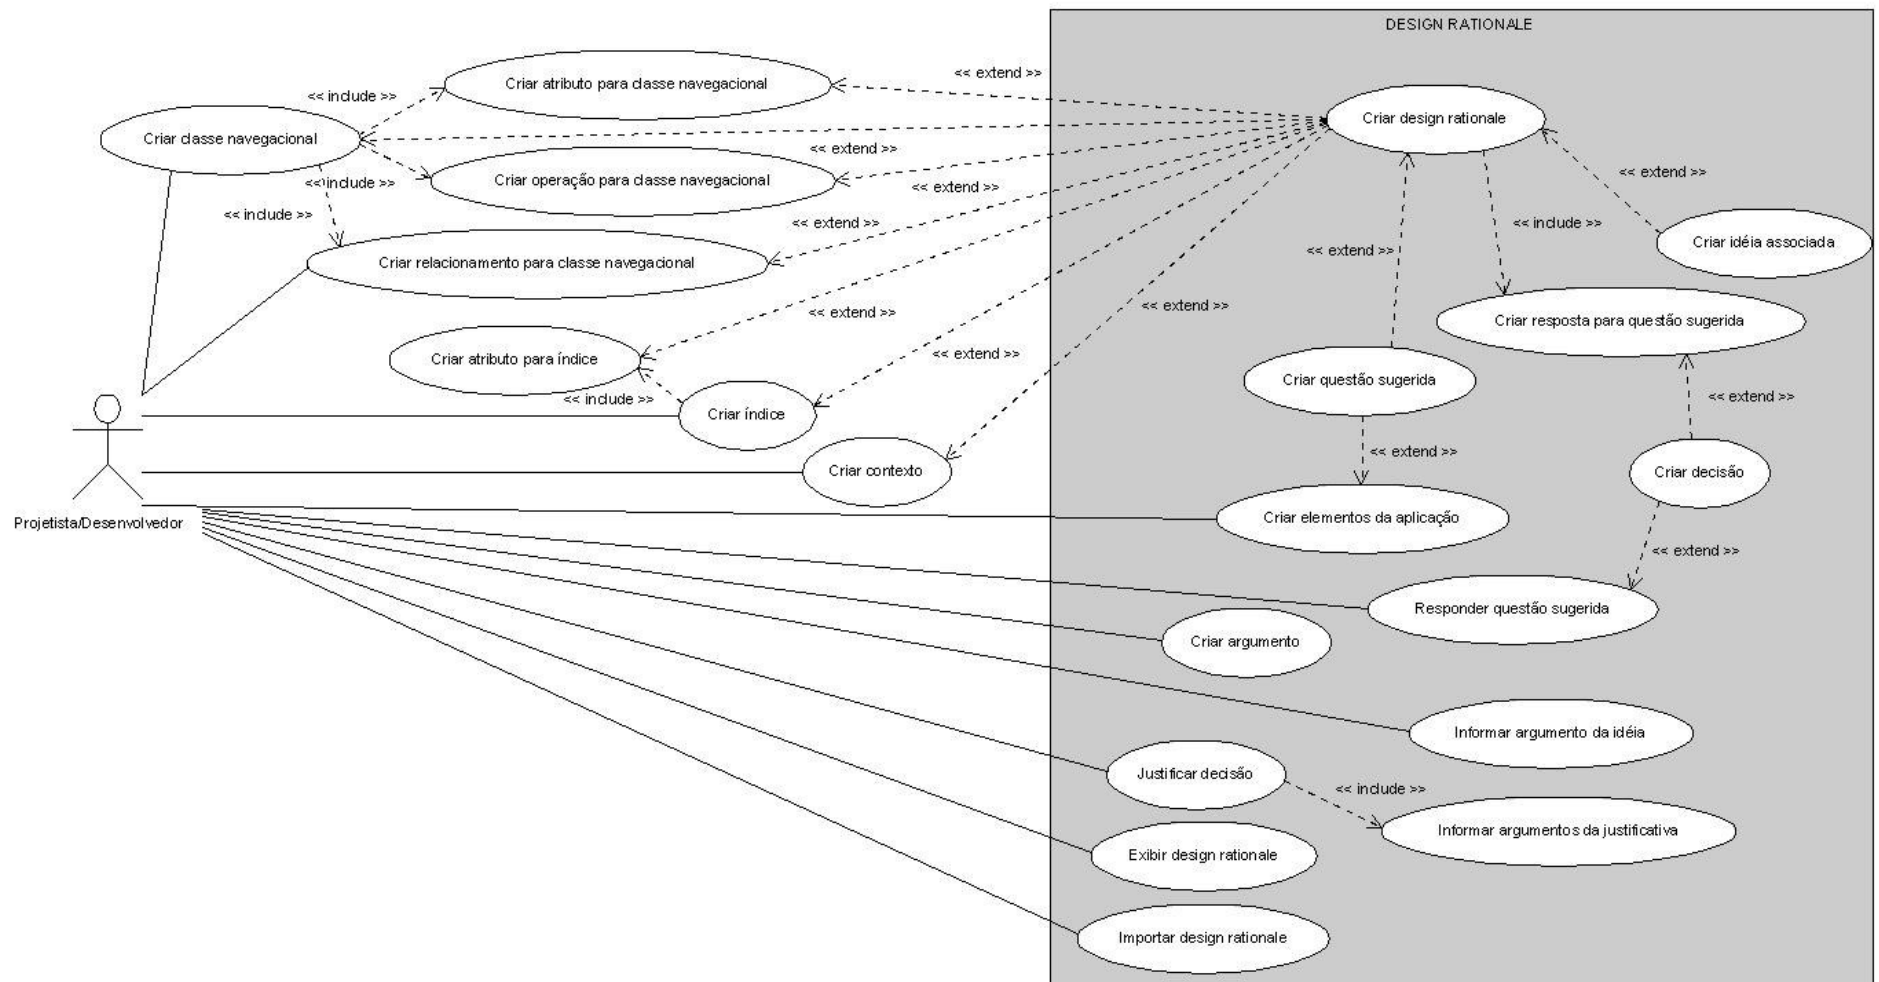 DESIGN RATIONALE
<< extend >>
Criar atributo para classe navegacional
<< include >>
Criar design rationale
Criar classe navegacional
<< extend >>
<< extend >>
Criar operação para classe navegacional
<< include >>
<< extend >>
<< include >>
<< extend >>
<< include >>
Criar idéia associada
<< extend >>
Criar relacionamento para classe navegacional
<< extend >>
<< extend >>
Criar resposta para questão sugerida
<< extend >>
Criar atributo para índice
Criar questão sugerida
<< include >>
<< extend >>
Criar índice
<< extend >>
Criar contexto
Criar decisão
Projetista/Desenvolvedor
Criar elementos da aplicação
<< extend >>
Responder questão sugerida
Criar argumento
Informar argumento da idéia
Justificar decisão
<< include >>
Informar argumentos da justificativa
Exibir design rationale
Importar design rationale